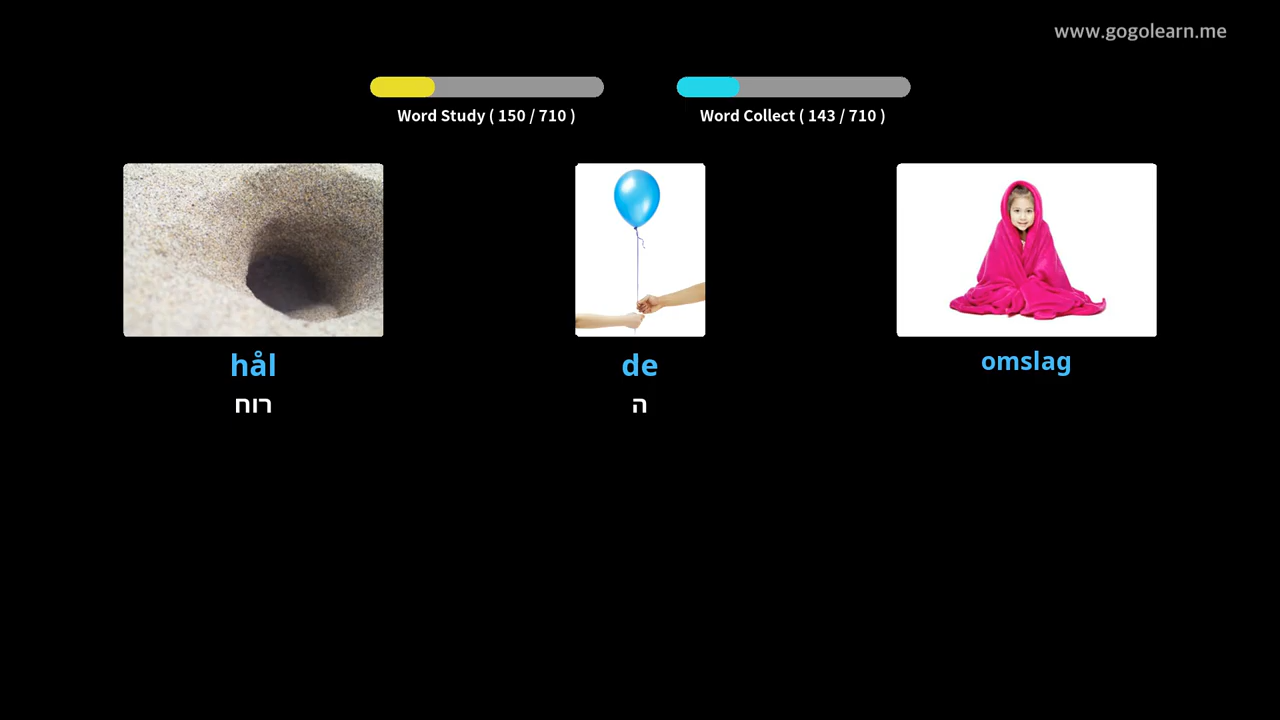 www.gogolearn.me
Word Study ( 150 / 710 )
Word Collect ( 143 / 710 )
hål
de
omslag
רוח
ה